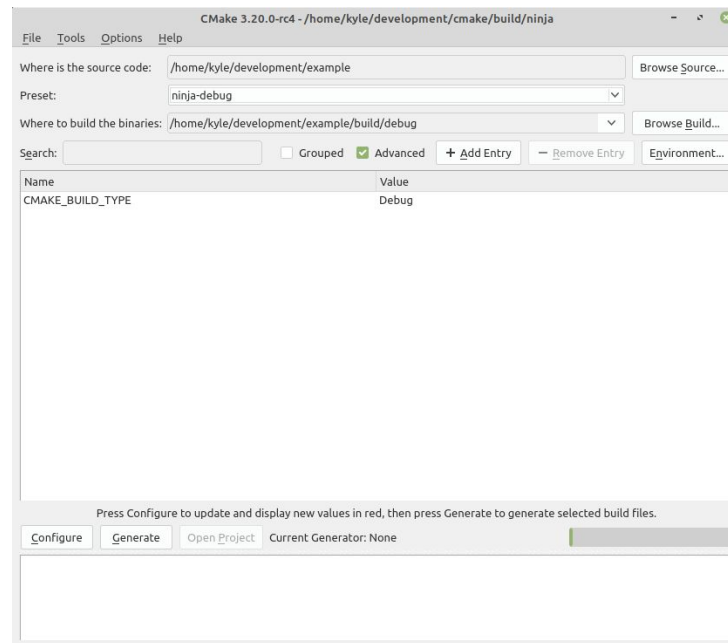 CMake 3.20.0-rc4 - /home/kyle/development/cmake/build/ninja
File Tools Options Help
Where is the source code: /home/kyle/development/example Browse Source...
Preset: ninja-debug
Where to build the binaries: /home/kyle/development/example/build/debug Browse Build...
Search: Grouped Advanced + Add Entry − Remove Entry Environment...
Name Value
CMAKE_BUILD_TYPE Debug
Press Configure to update and display new values in red, then press Generate to generate selected build files.
Configure Generate Open Project Current Generator: None